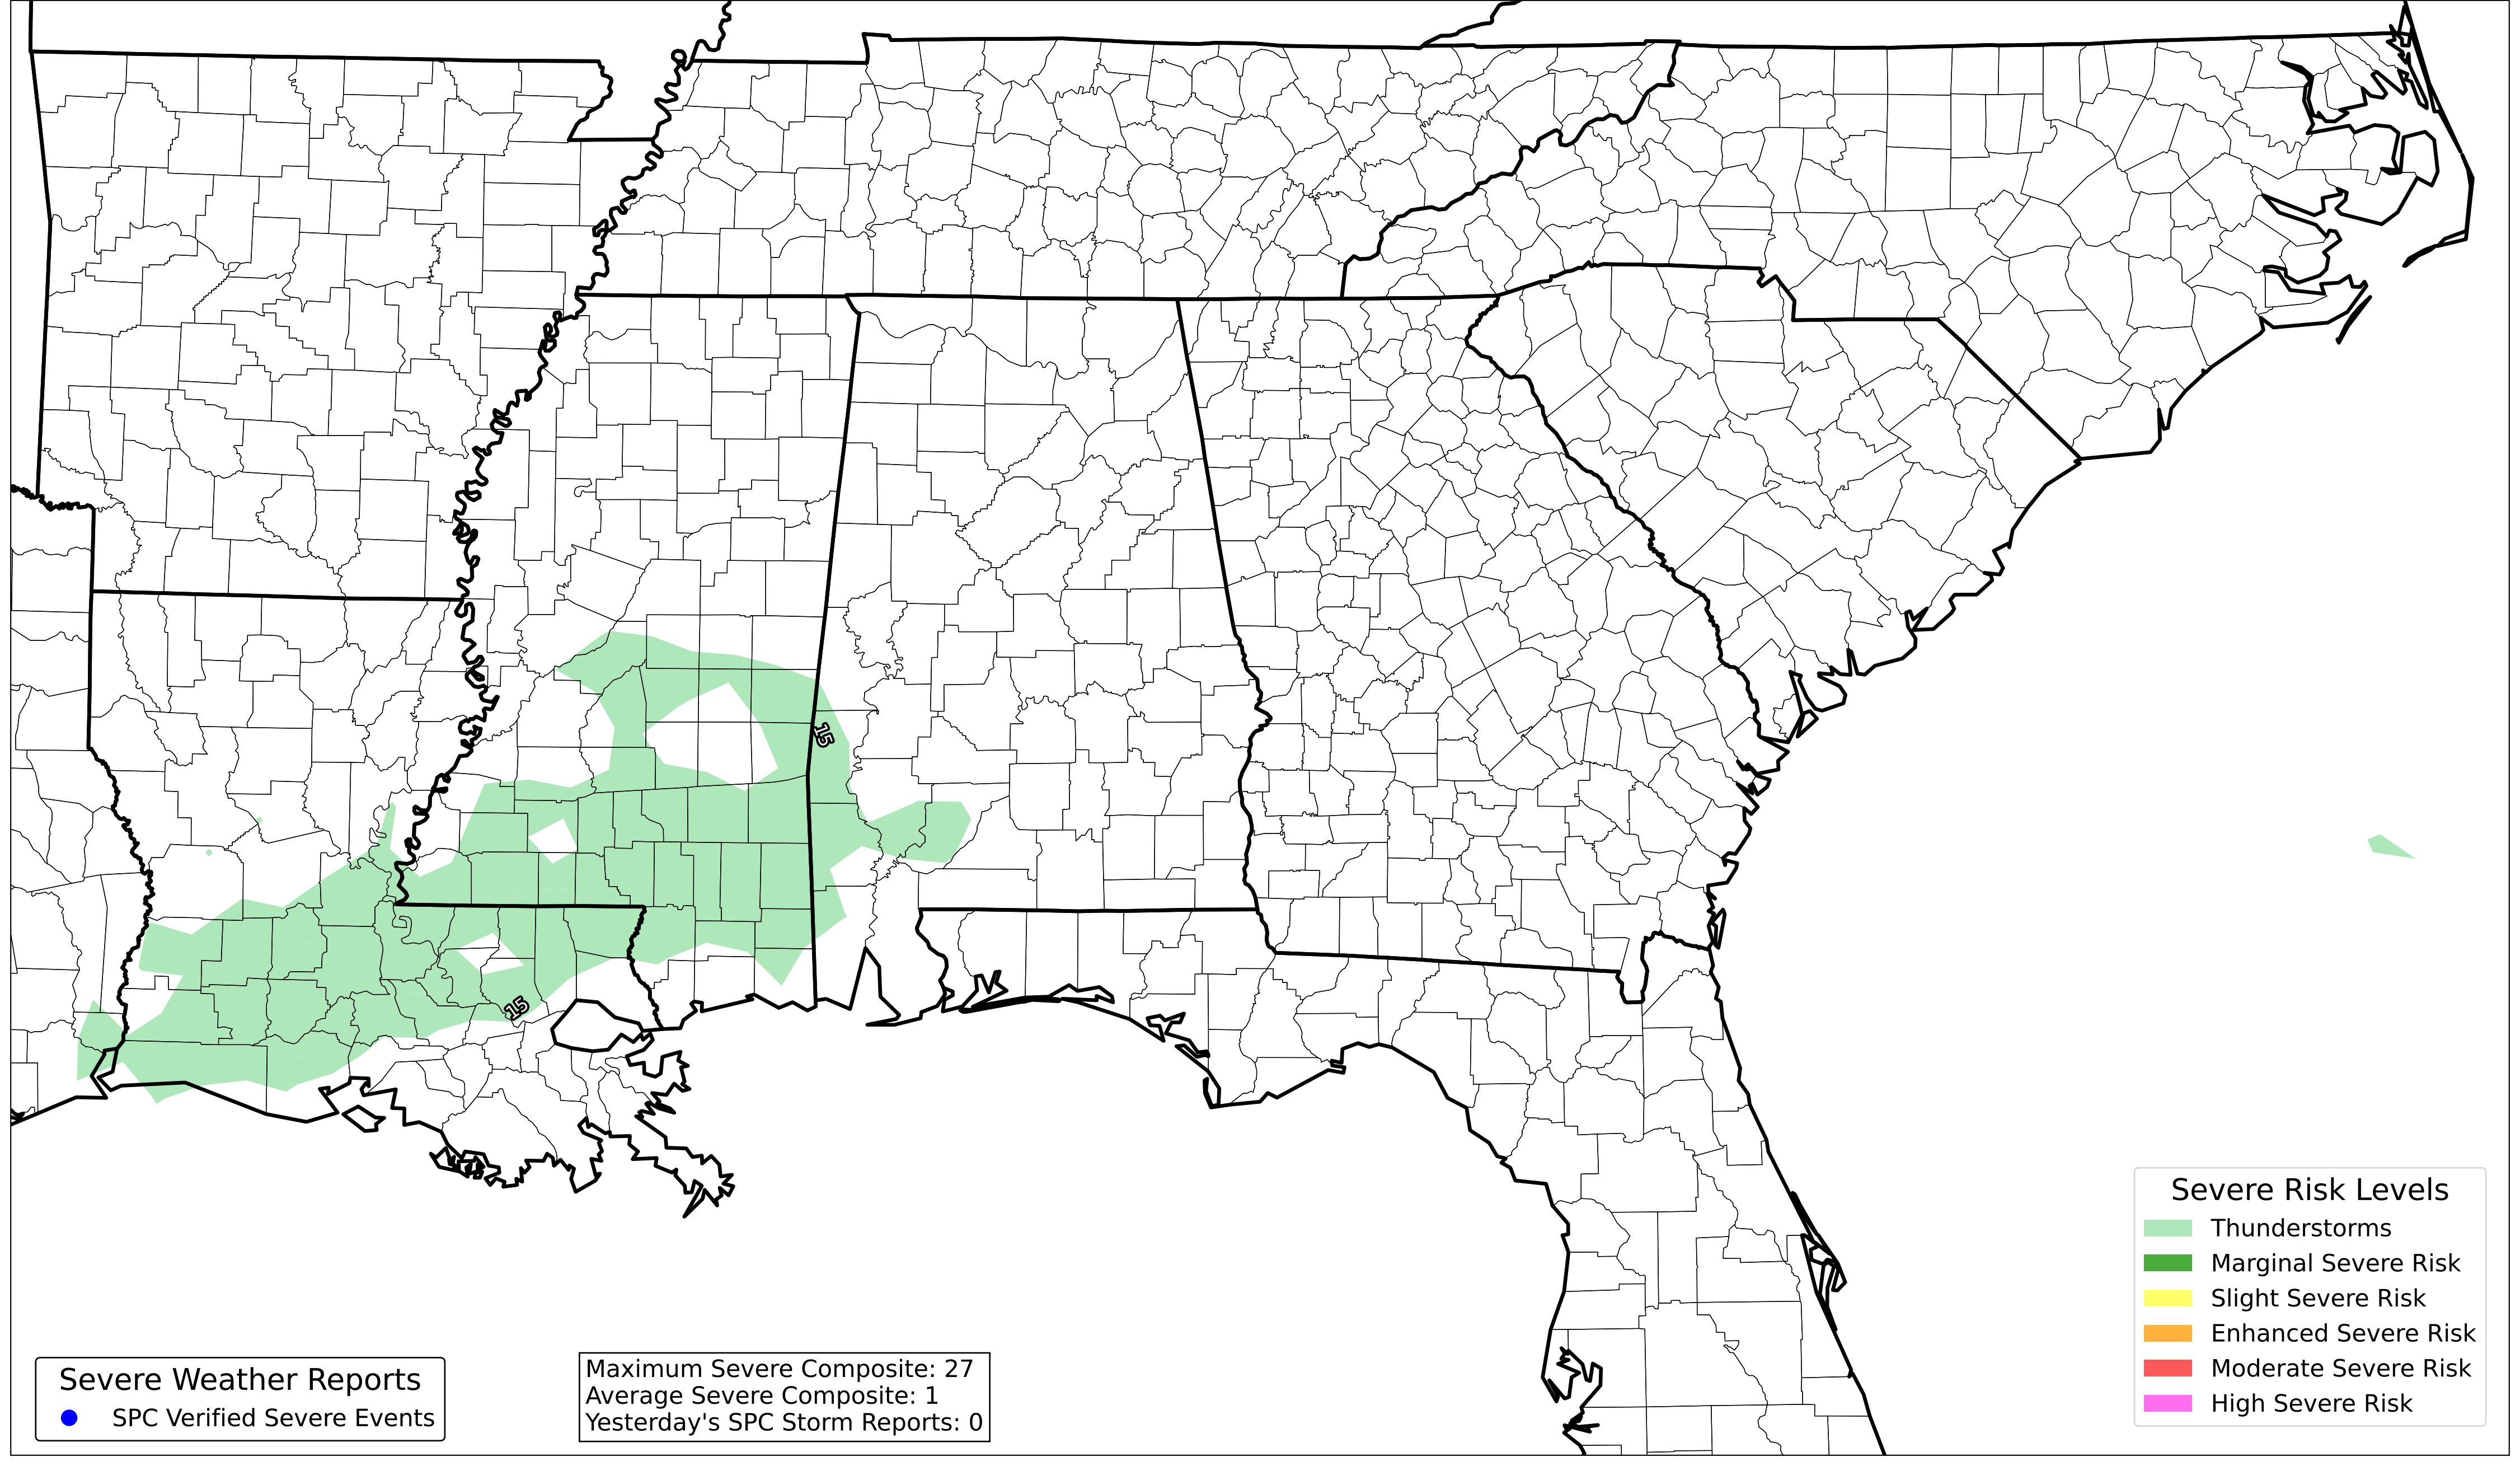 15
15
Severe Risk Levels
Thunderstorms
Marginal Severe Risk
Slight Severe Risk
Enhanced Severe Risk
Moderate Severe Risk
High Severe Risk
Severe Weather Reports
SPC Verified Severe Events
Maximum Severe Composite: 27
Average Severe Composite: 1
Yesterday's SPC Storm Reports: 0